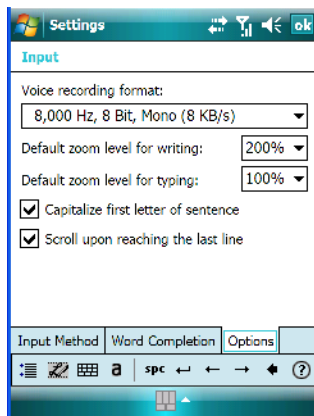 Settings
ok
Input
Voice recording format:
8,000 Hz, 8 Bit, Mono (8 KB/s)
Default zoom level for writing: 200%
Default zoom level for typing: 100%
Capitalize first letter of sentence
Scroll upon reaching the last line
Input Method Word Completion Options
a spc ?